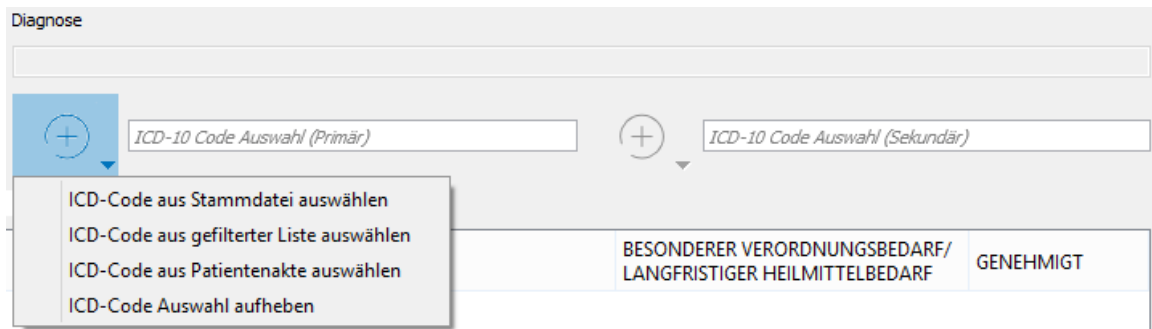 Diagnose
ICD-10 Code Auswahl (Primär)
ICD-10 Code Auswahl (Sekundär)
ICD-Code aus Stammdatei auswählen
ICD-Code aus gefilterter Liste auswählen
ICD-Code aus Patientenakte auswählen
ICD-Code Auswahl aufheben
BESONDERER VERORDNUNGSBEDARF/
LANGFRISTIGER HEILMITTELBEDARF
GENEHMIGT